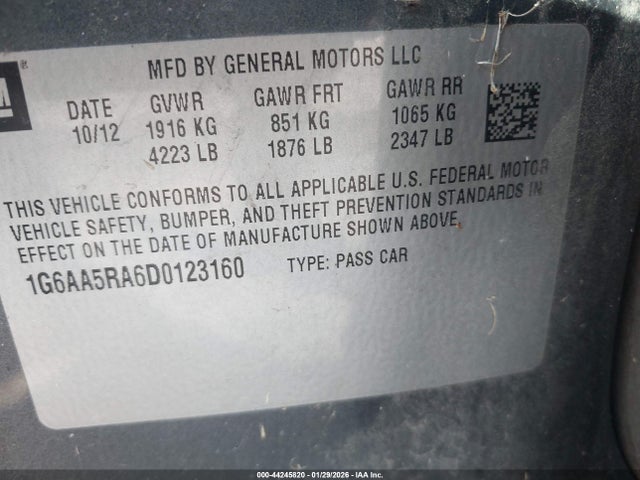 GM
MFD BY GENERAL MOTORS LLC
DATE GVWR GAWR FRT GAWR RR
10/12 1916 KG 851 KG 1065 KG
4223 LB 1876 LB 2347 LB
THIS VEHICLE CONFORMS TO ALL APPLICABLE U.S. FEDERAL MOTOR
VEHICLE SAFETY, BUMPER, AND THEFT PREVENTION STANDARDS IN
EFFECT ON THE DATE OF MANUFACTURE SHOWN ABOVE.
1G6AA5RA6D0123160 TYPE: PASS CAR
000-44245820 | 01/29/2026 | IAA Inc.